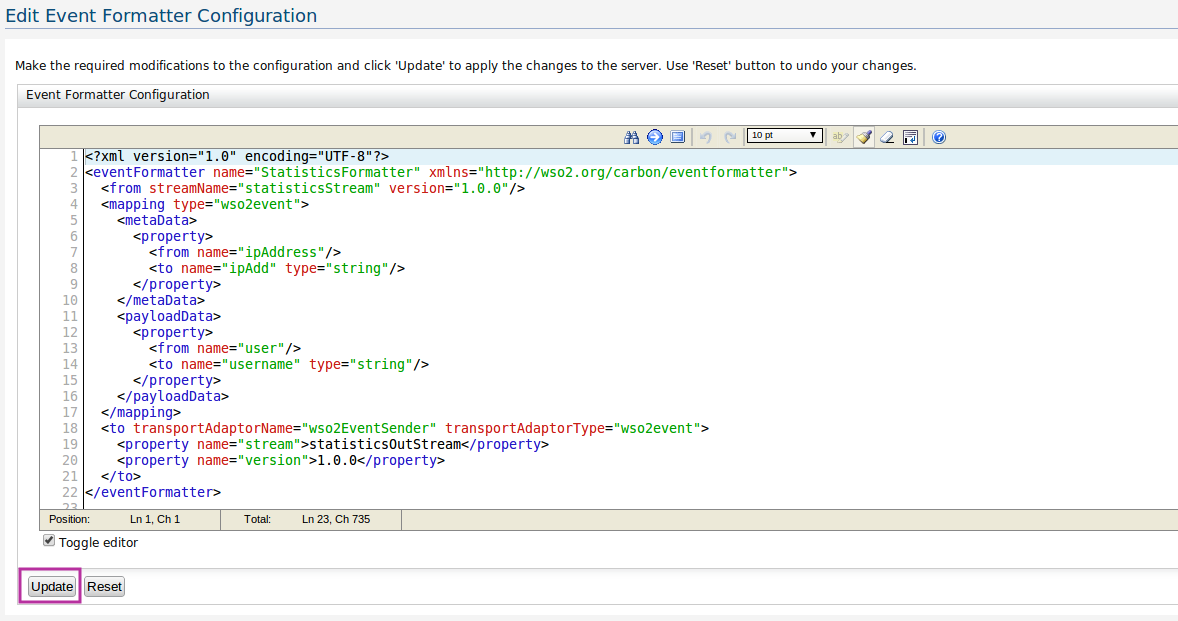 Edit Event Formatter Configuration
Make the required modifications to the configuration and click 'Update' to apply the changes to the server. Use 'Reset' button to undo your changes.
Event Formatter Configuration
10 pt
1 <?xml version="1.0" encoding="UTF-8"?>
2 <eventFormatter name="StatisticsFormatter" xmlns="http://wso2.org/carbon/eventformatter">
3   <from streamName="statisticsStream" version="1.0.0"/>
4   <mapping type="wso2event">
5     <metaData>
6       <property>
7         <from name="ipAddress"/>
8         <to name="ipAdd" type="string"/>
9       </property>
10     </metaData>
11     <payloadData>
12       <property>
13         <from name="user"/>
14         <to name="username" type="string"/>
15       </property>
16     </payloadData>
17   </mapping>
18   <to transportAdaptorName="wso2EventSender" transportAdaptorType="wso2event">
19     <property name="stream">statisticsOutStream</property>
20     <property name="version">1.0.0</property>
21   </to>
22 </eventFormatter>
23
Position: Ln 1, Ch 1 Total: Ln 23, Ch 735
Toggle editor
Update Reset